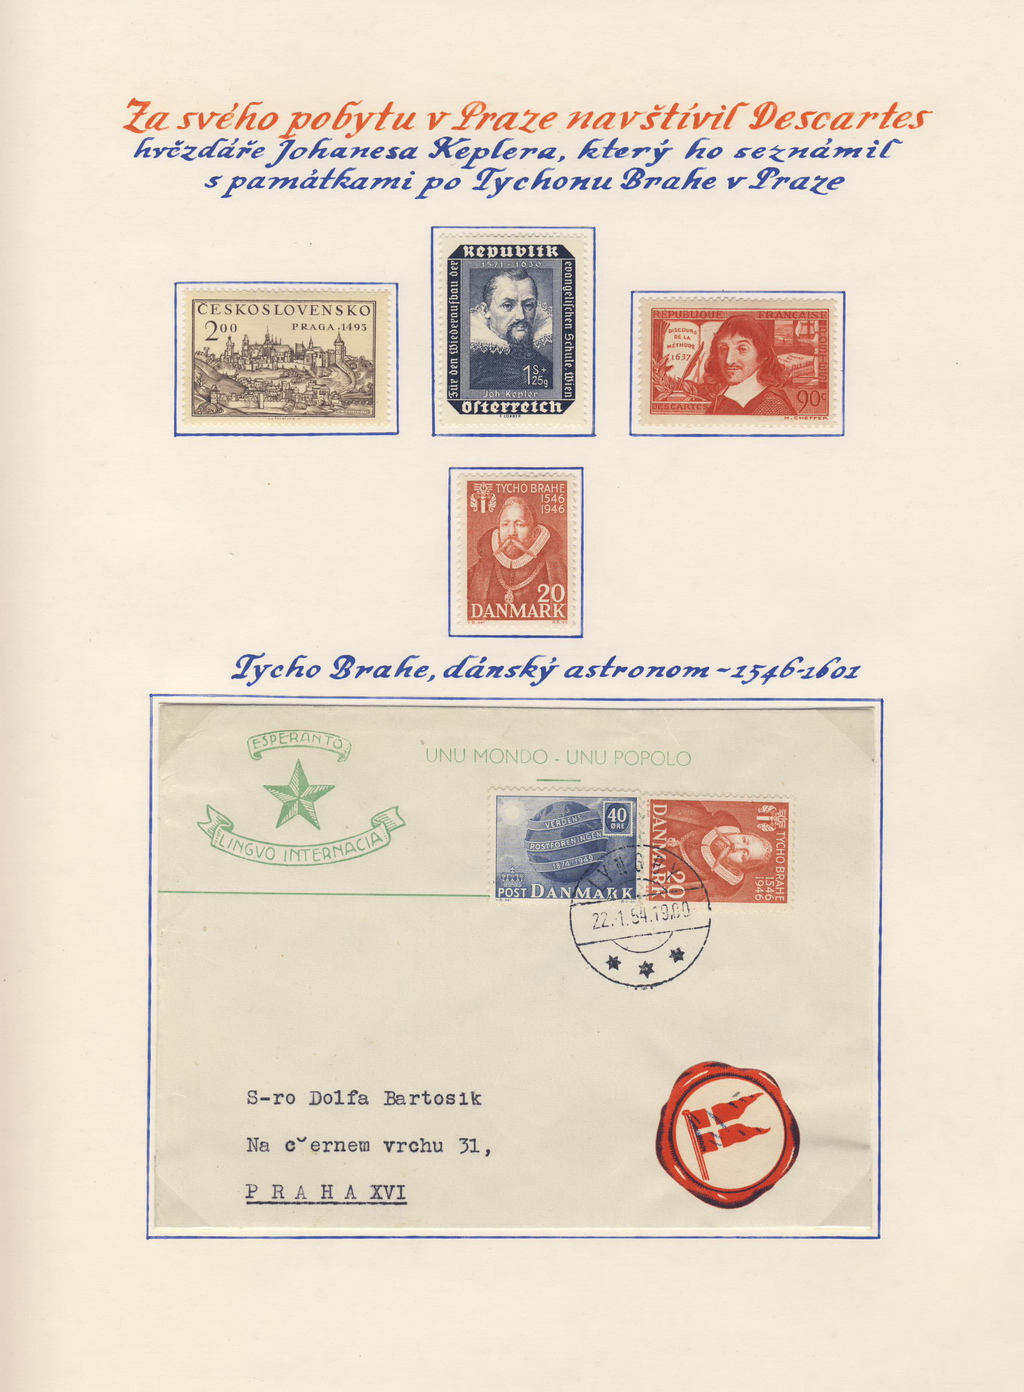 Za svého pobytu v Praze navštívil Descartes
hvězdáře Johanesa Keplera, který ho seznámil
s památkami po Tychonu Brahe v Praze
ČESKOSLOVENSKO
2 00
PRAGA · 1493
Republik
1571 - 1630
Für den Wiederaufbau der
evangelischen Schule Wien
1 S +
25 g
Joh. Kepler
Österreich
RÉPUBLIQUE FRANÇAISE
DISCOURS
DE LA
MÉTHODE
1637
DESCARTES
90c
H. CHEFFER
TYCHO BRAHE
1546
1946
20
DANMARK
Tycho Brahe, dánský astronom ~ 1546-1601
ESPERANTO
LINGVO INTERNACIA
UNU MONDO - UNU POPOLO
VERDENS
POSTFORENINGEN
1874 - 1949
40
ØRE
POST DANMARK
TYCHO BRAHE
1546
1946
20
DANMARK
22.-1.54.19
S-ro Dolfa Bartosik
Na cˇernem vrchu 31,
PRAHA XVI